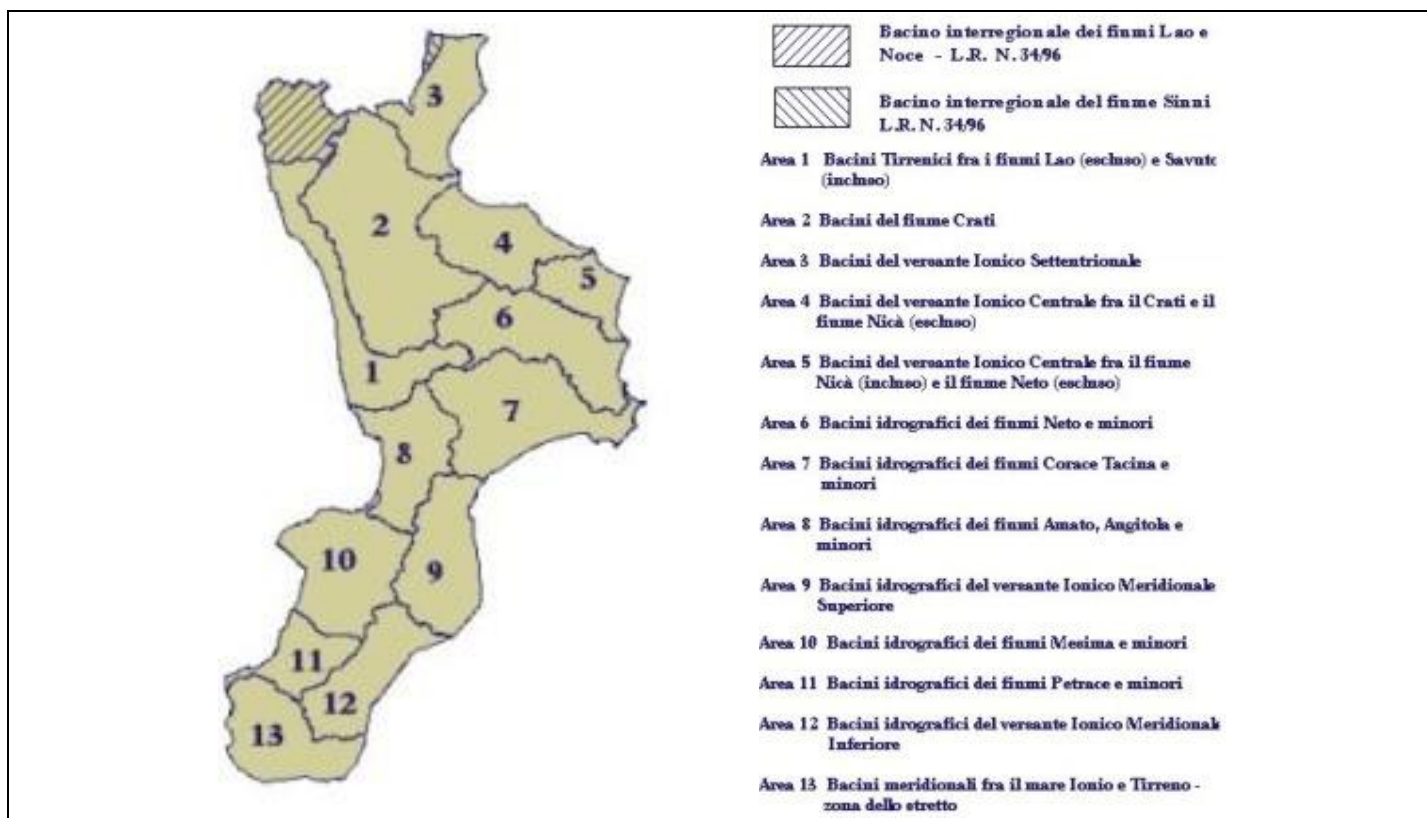 3
2
4
5
6
1
7
8
10
9
11
12
13
Bacino interregionale dei fiumi Lao e
Noce - L.R. N. 34/96
Bacino interregionale del fiume Sinni
L.R. N. 34/96
Area 1 Bacini Tirrenici fra i fiumi Lao (escluso) e Savuto
(incluso)
Area 2 Bacini del fiume Crati
Area 3 Bacini del versante Ionico Settentrionale
Area 4 Bacini del versante Ionico Centrale fra il Crati e il
fiume Nicà (escluso)
Area 5 Bacini del versante Ionico Centrale fra il fiume
Nicà (incluso) e il fiume Neto (escluso)
Area 6 Bacini idrografici dei fiumi Neto e minori
Area 7 Bacini idrografici dei fiumi Corace Tacina e
minori
Area 8 Bacini idrografici dei fiumi Amato, Angitola e
minori
Area 9 Bacini idrografici del versante Ionico Meridionale
Superiore
Area 10 Bacini idrografici dei fiumi Mesima e minori
Area 11 Bacini idrografici dei fiumi Petrace e minori
Area 12 Bacini idrografici del versante Ionico Meridionale
Inferiore
Area 13 Bacini meridionali fra il mare Ionio e Tirreno -
zona dello stretto